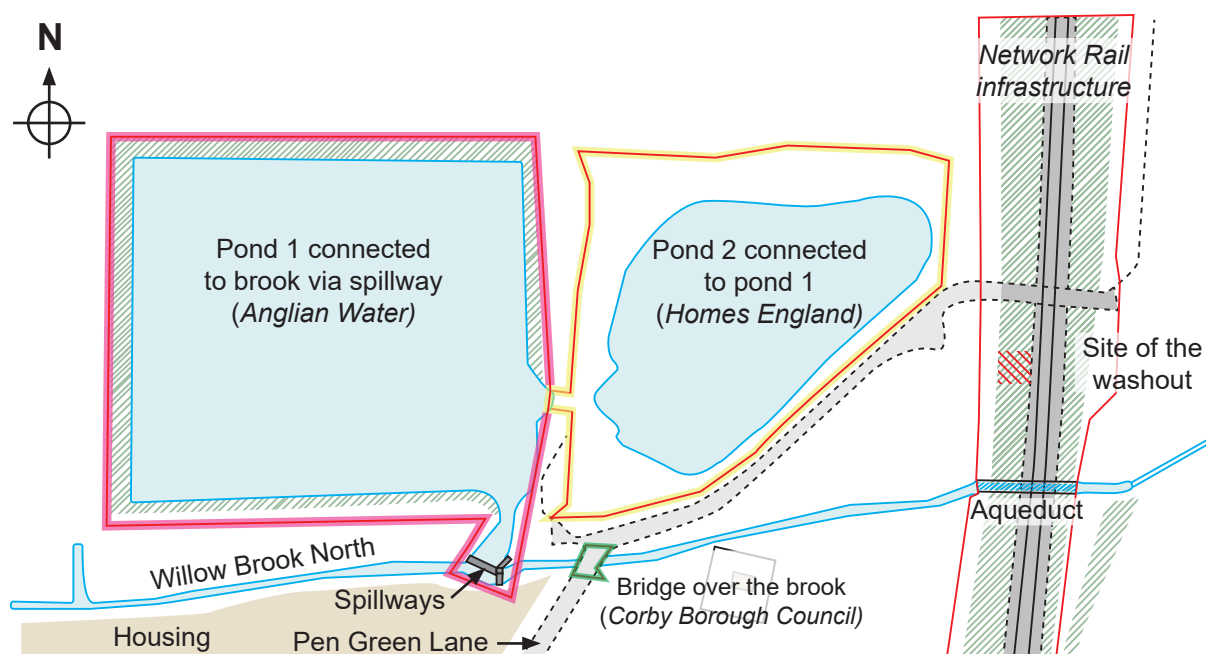 N
Network Rail
infrastructure
Pond 1 connected
to brook via spillway
(Anglian Water)
Pond 2 connected
to pond 1
(Homes England)
Site of the
washout
Aqueduct
Willow Brook North
Spillways
Bridge over the brook
(Corby Borough Council)
Housing
Pen Green Lane